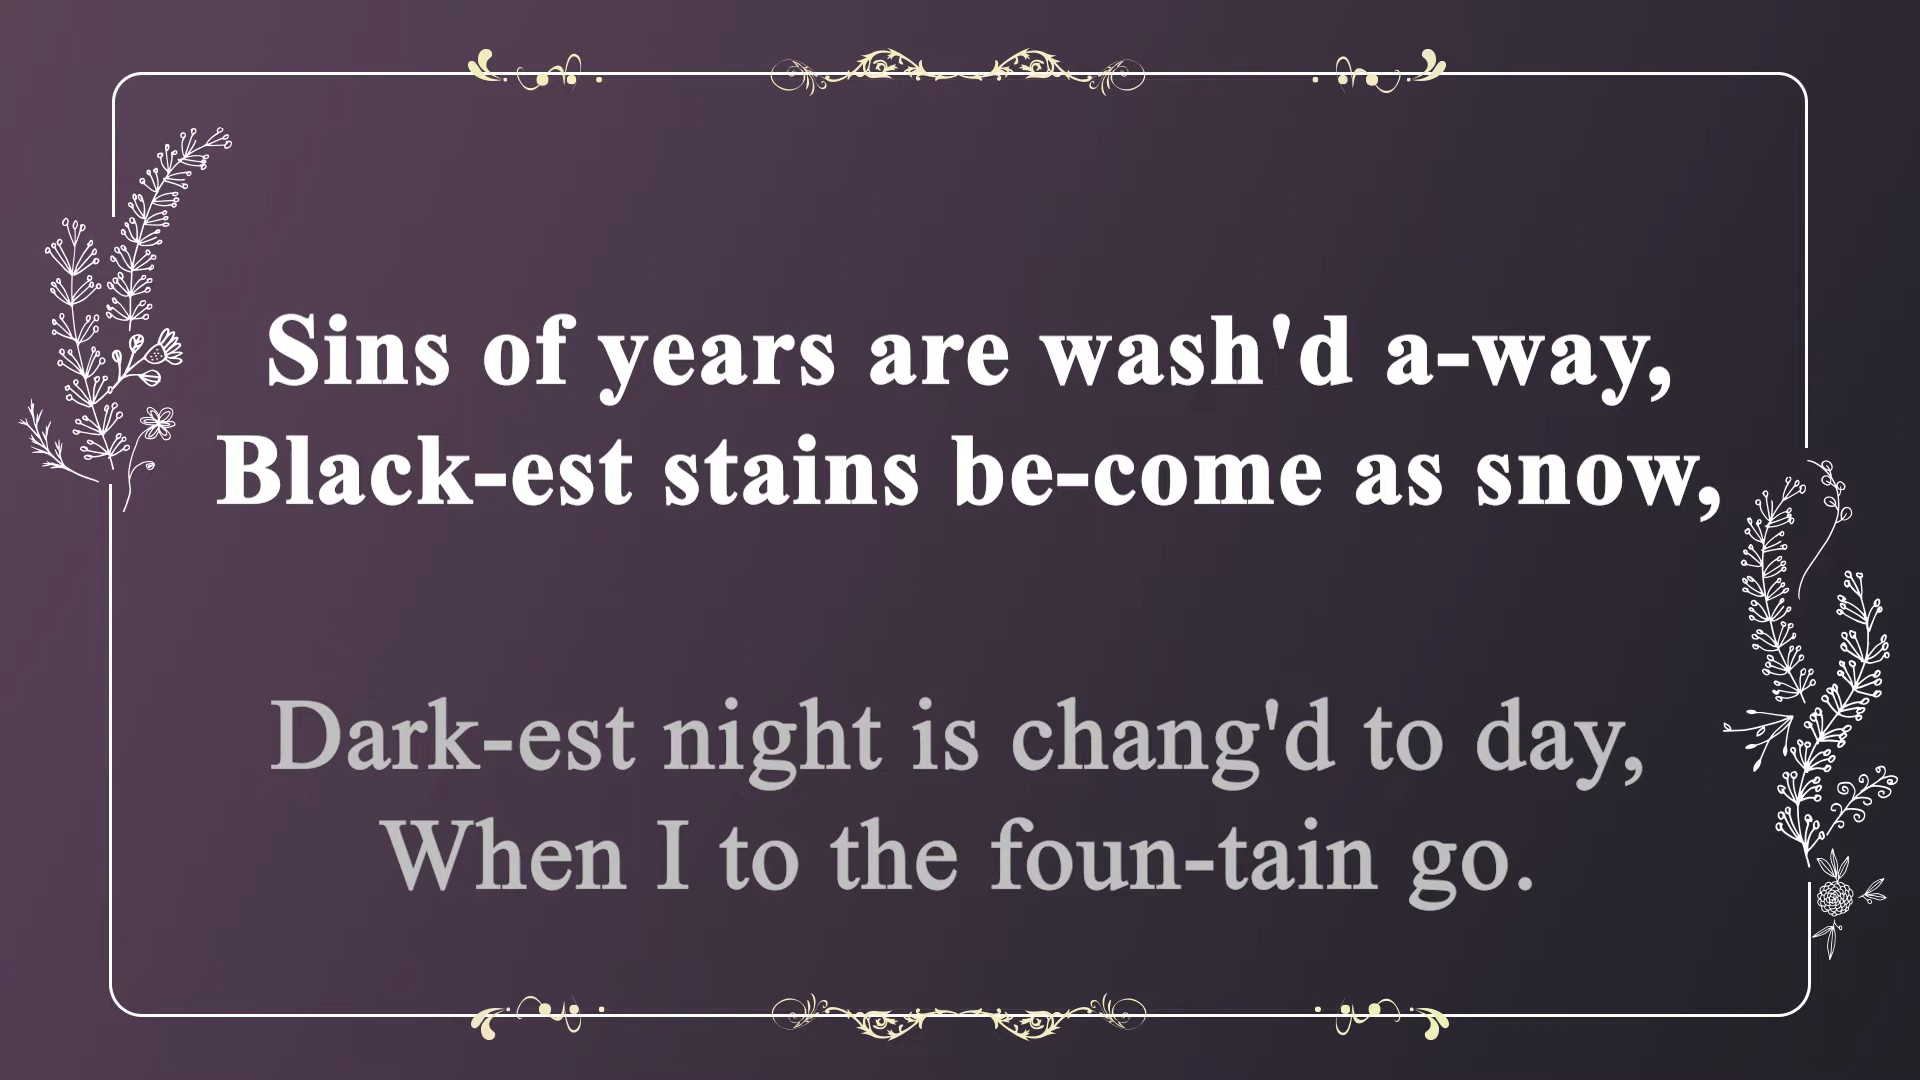 Sins of years are wash'd a-way,
Black-est stains be-come as snow,
Dark-est night is chang'd to day,
When I to the foun-tain go.